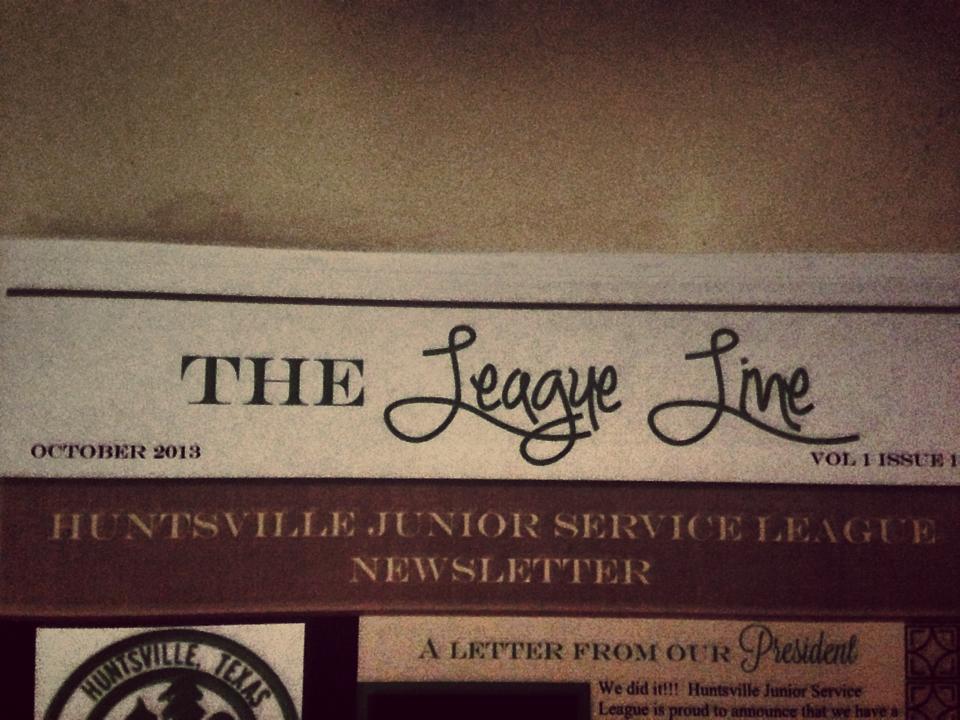 THE League Line
OCTOBER 2013
VOL 1 ISSUE 1
HUNTSVILLE JUNIOR SERVICE LEAGUE
NEWSLETTER
HUNTSVILLE, TEXAS
A LETTER FROM OUR President
We did it!!! Huntsville Junior Service
League is proud to announce that we have a